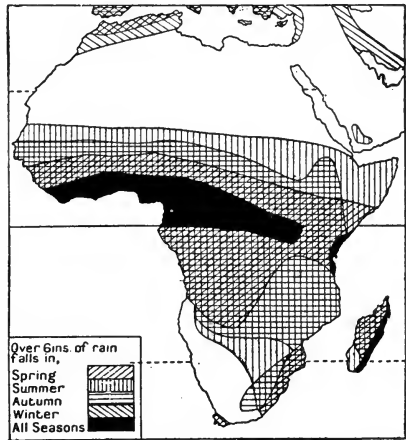 Over 6ins. of rain
falls in,
Spring
Summer
Autumn
Winter
All Seasons